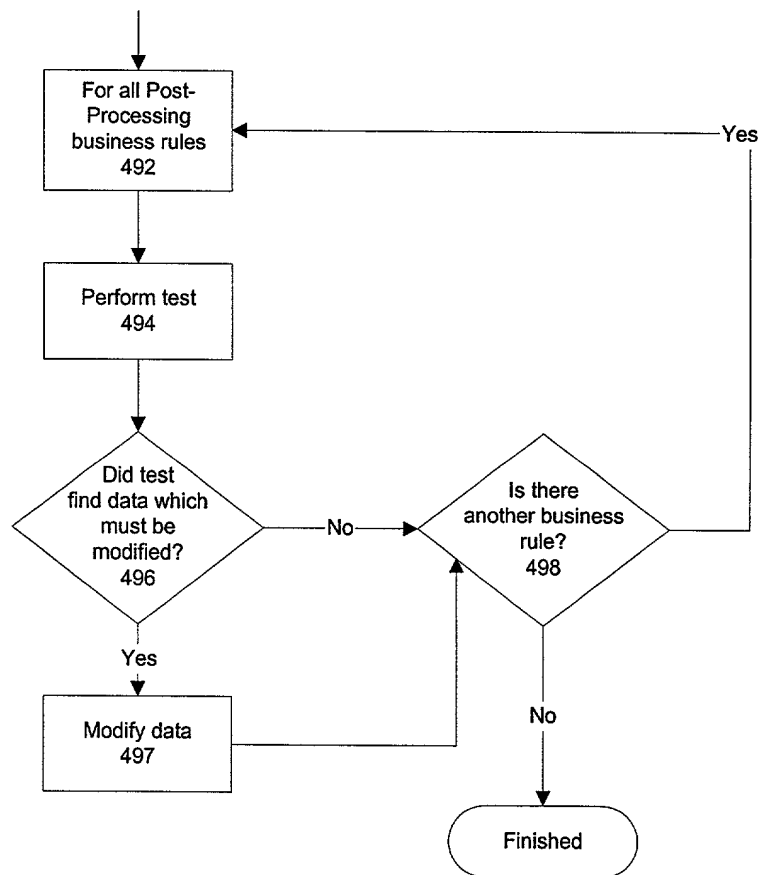 For all Post-
Processing
business rules
492
Yes
Perform test
494
Did test
find data which
must be
modified?
496
No
Is there
another business
rule?
498
Yes
Modify data
497
No
Finished